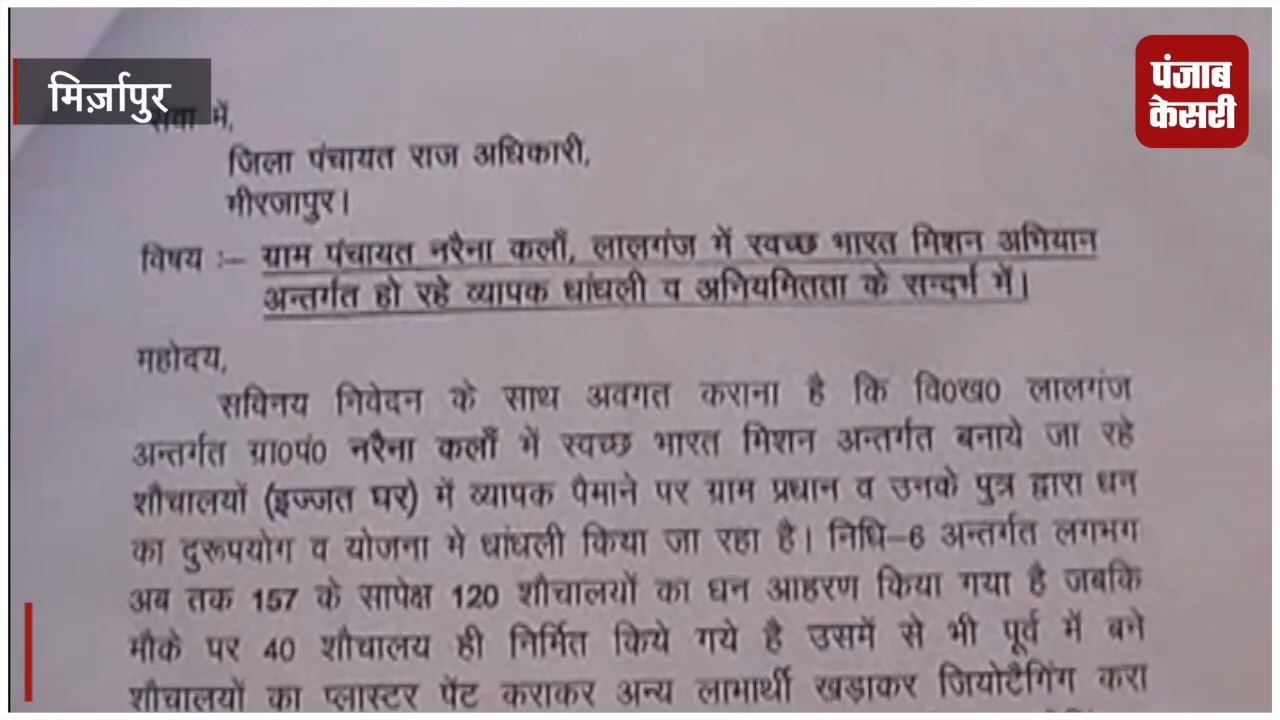 मिर्ज़ापुर
पंजाब
केसरी
सेवा में,
जिला पंचायत राज अधिकारी,
मीरजापुर।
विषय :– ग्राम पंचायत नरैना कलाँ, लालगंज में स्वच्छ भारत मिशन अभियान
अन्तर्गत हो रहे व्यापक धांधली व अनियमितता के सन्दर्भ में।
महोदय,
सविनय निवेदन के साथ अवगत कराना है कि वि0ख0 लालगंज
अन्तर्गत ग्रा0पं0 नरैना कलाँ में स्वच्छ भारत मिशन अन्तर्गत बनाये जा रहे
शौचालयों (इज्जत घर) में व्यापक पैमाने पर ग्राम प्रधान व उनके पुत्र द्वारा धन
का दुरूपयोग व योजना मे धांधली किया जा रहा है। निधि–6 अन्तर्गत लगभग
अब तक 157 के सापेक्ष 120 शौचालयों का धन आहरण किया गया है जबकि
मौके पर 40 शौचालय ही निर्मित किये गये है उसमें से भी पूर्व में बने
शौचालयों का प्लास्टर पेंट कराकर अन्य लाभार्थी खड़ाकर जियोटैगिंग करा